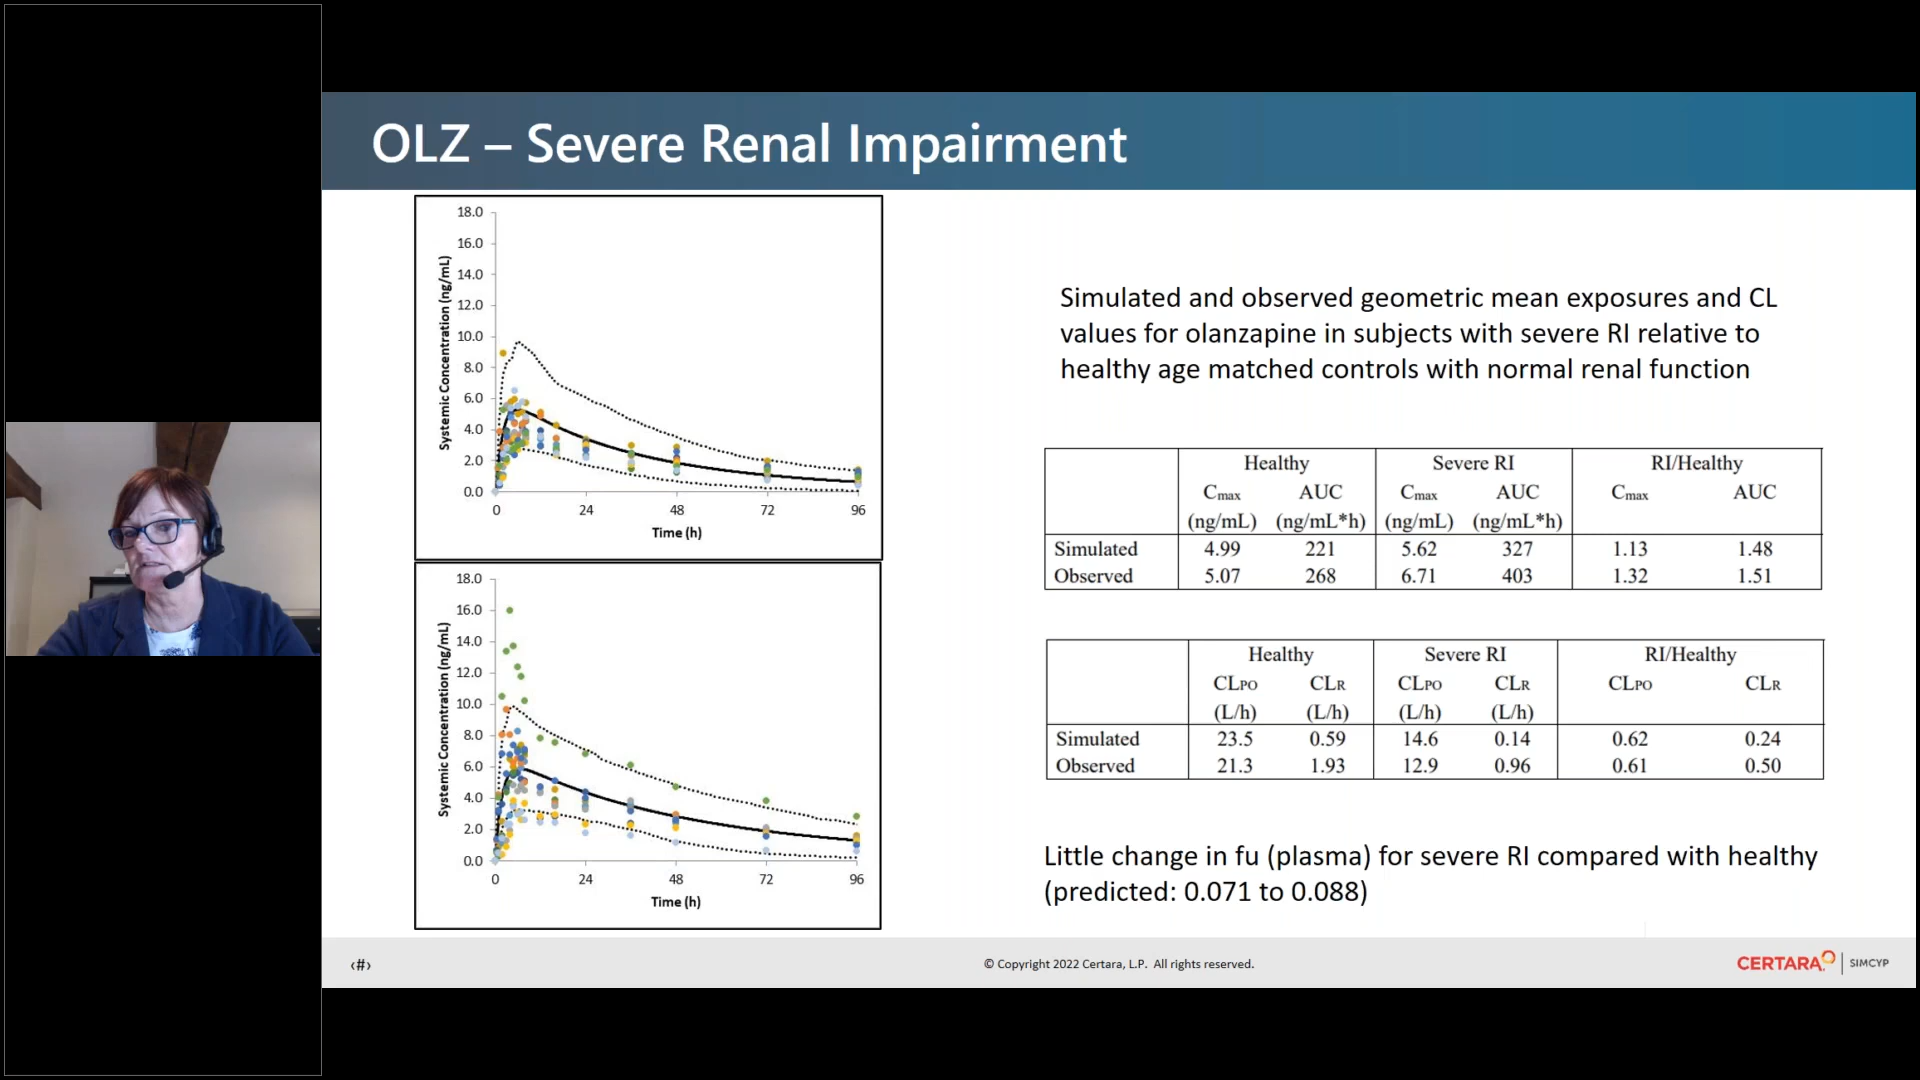 OLZ – Severe Renal Impairment
18.0
16.0
14.0
12.0
10.0
8.0
6.0
4.0
2.0
0.0
Systemic Concentration (ng/mL)
0 24 48 72 96
Time (h)
18.0
16.0
14.0
12.0
10.0
8.0
6.0
4.0
2.0
0.0
Systemic Concentration (ng/mL)
0 24 48 72 96
Time (h)
Simulated and observed geometric mean exposures and CL
values for olanzapine in subjects with severe RI relative to
healthy age matched controls with normal renal function
Healthy Severe RI RI/Healthy
Cmax AUC Cmax AUC Cmax AUC
(ng/mL) (ng/mL*h) (ng/mL) (ng/mL*h)
Simulated 4.99 221 5.62 327 1.13 1.48
Observed 5.07 268 6.71 403 1.32 1.51
Healthy Severe RI RI/Healthy
CLPO CLR CLPO CLR CLPO CLR
(L/h) (L/h) (L/h) (L/h)
Simulated 23.5 0.59 14.6 0.14 0.62 0.24
Observed 21.3 1.93 12.9 0.96 0.61 0.50
Little change in fu (plasma) for severe RI compared with healthy
(predicted: 0.071 to 0.088)
‹#›
© Copyright 2022 Certara, L.P. All rights reserved.
CERTARA | SIMCYP